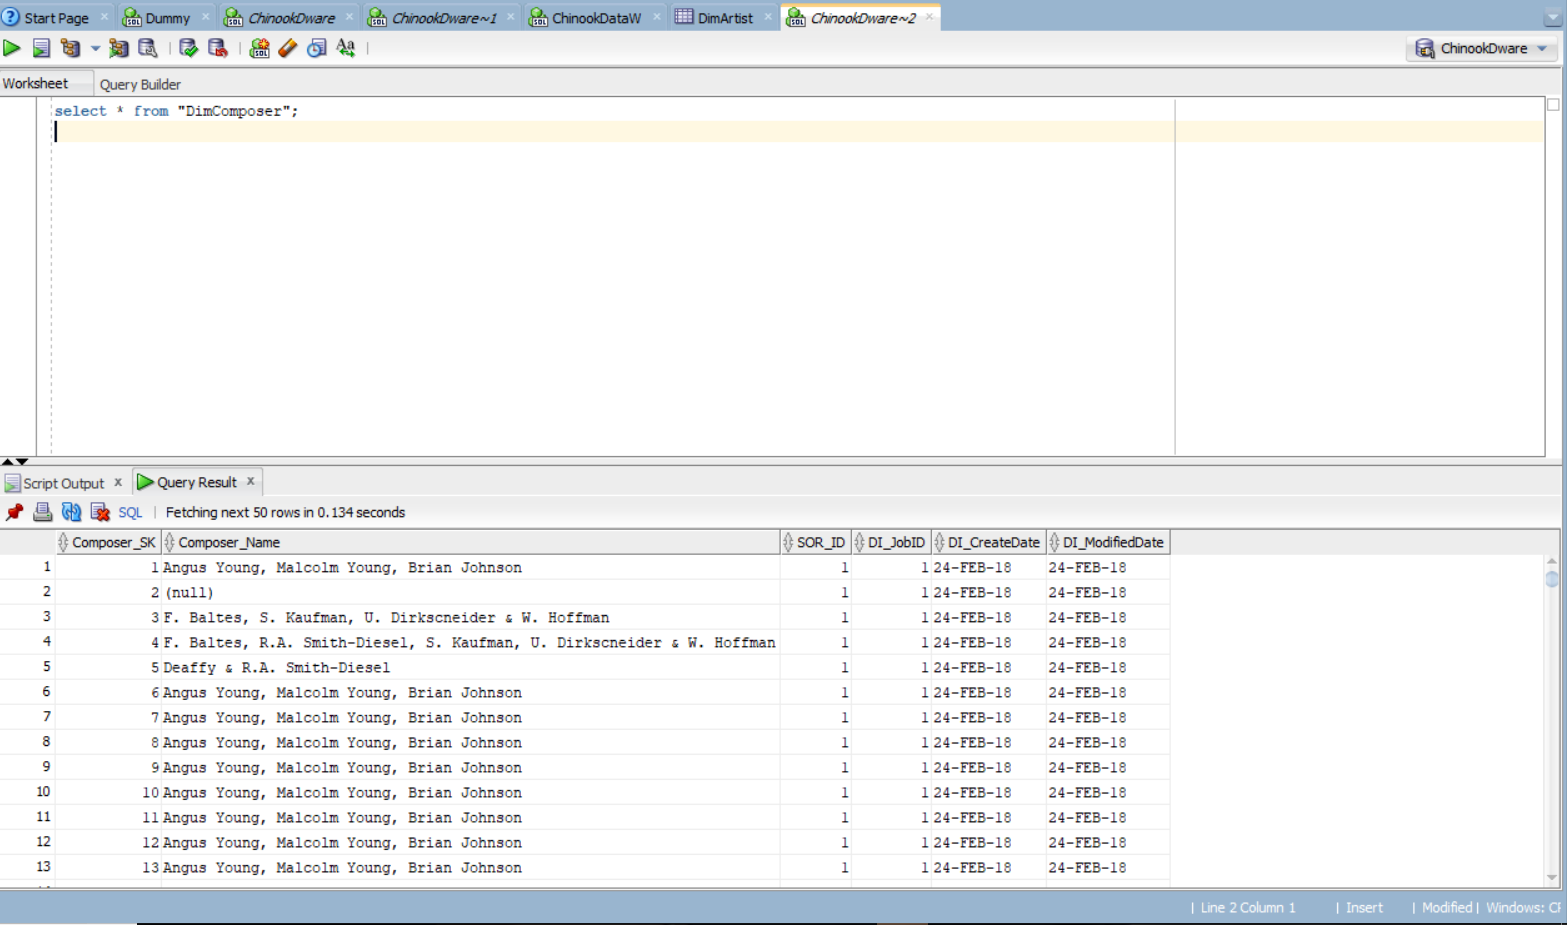 Start Page Dummy ChinookDware ChinookDware~1 ChinookDataW DimArtist ChinookDware~2
ChinookDware
Worksheet Query Builder
select * from "DimComposer";
Script Output x Query Result x
SQL | Fetching next 50 rows in 0.134 seconds
Composer_SK Composer_Name SOR_ID DI_JobID DI_CreateDate DI_ModifiedDate
1 1 Angus Young, Malcolm Young, Brian Johnson 1 1 24-FEB-18 24-FEB-18
2 2 (null) 1 1 24-FEB-18 24-FEB-18
3 3 F. Baltes, S. Kaufman, U. Dirkscneider & W. Hoffman 1 1 24-FEB-18 24-FEB-18
4 4 F. Baltes, R.A. Smith-Diesel, S. Kaufman, U. Dirkscneider & W. Hoffman 1 1 24-FEB-18 24-FEB-18
5 5 Deaffy & R.A. Smith-Diesel 1 1 24-FEB-18 24-FEB-18
6 6 Angus Young, Malcolm Young, Brian Johnson 1 1 24-FEB-18 24-FEB-18
7 7 Angus Young, Malcolm Young, Brian Johnson 1 1 24-FEB-18 24-FEB-18
8 8 Angus Young, Malcolm Young, Brian Johnson 1 1 24-FEB-18 24-FEB-18
9 9 Angus Young, Malcolm Young, Brian Johnson 1 1 24-FEB-18 24-FEB-18
10 10 Angus Young, Malcolm Young, Brian Johnson 1 1 24-FEB-18 24-FEB-18
11 11 Angus Young, Malcolm Young, Brian Johnson 1 1 24-FEB-18 24-FEB-18
12 12 Angus Young, Malcolm Young, Brian Johnson 1 1 24-FEB-18 24-FEB-18
13 13 Angus Young, Malcolm Young, Brian Johnson 1 1 24-FEB-18 24-FEB-18
| Line 2 Column 1 | Insert | Modified | Windows: